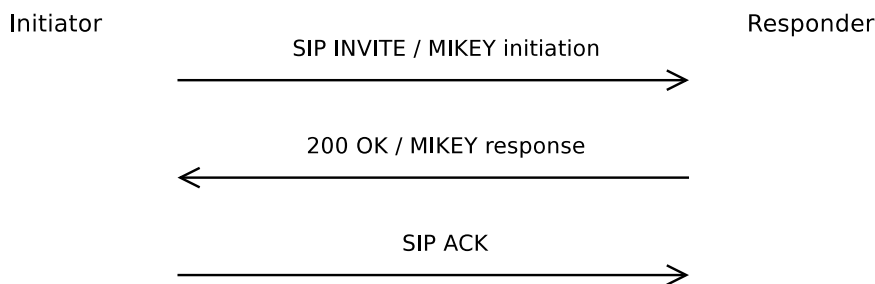 Initiator
Responder
SIP INVITE / MIKEY initiation
200 OK / MIKEY response
SIP ACK